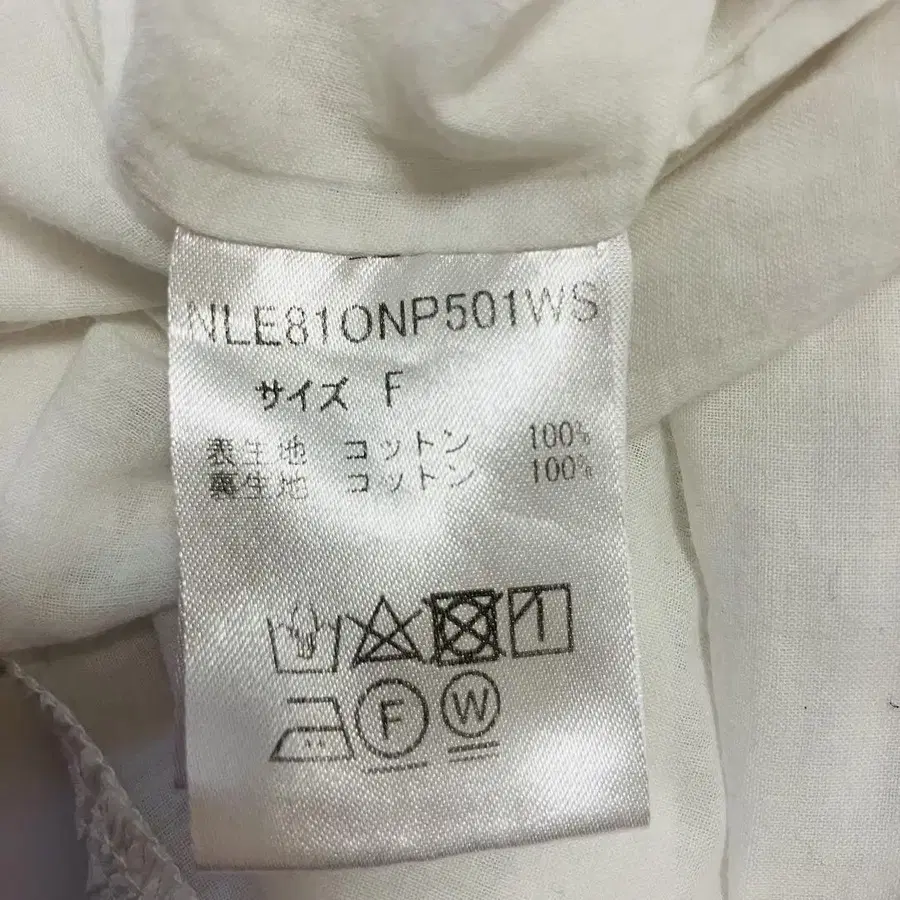 NLE810NP501WS
サイズ F
表生地 コットン 100%
裏生地 コットン 100%
F
W